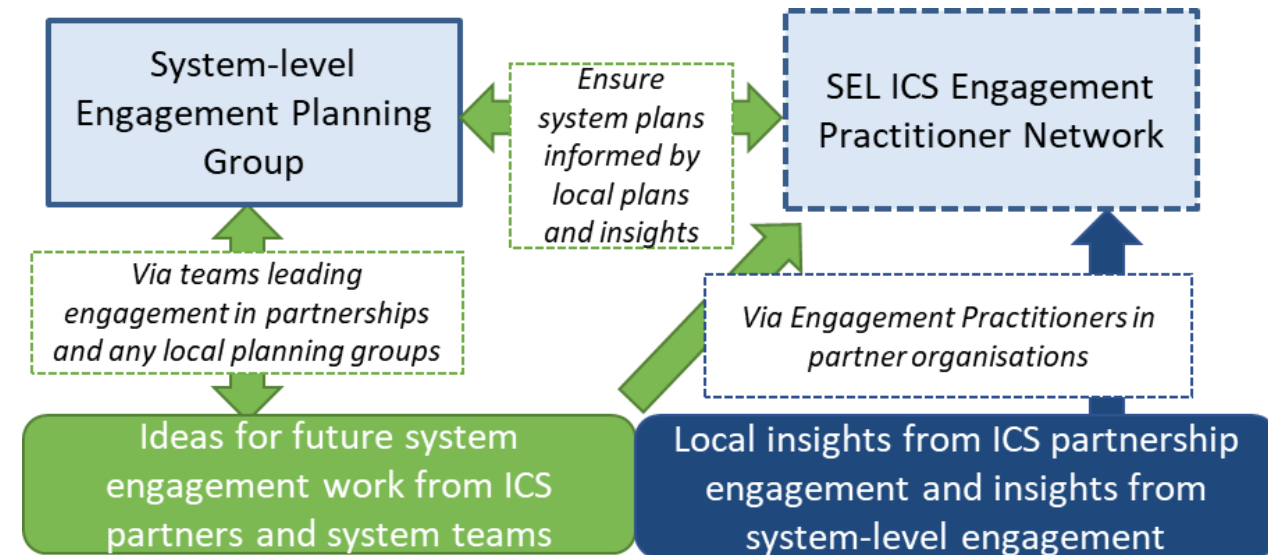 System-level
Engagement Planning
Group
Ensure
system plans
informed by
local plans
and insights
SEL ICS Engagement
Practitioner Network
Via teams leading
engagement in partnerships
and any local planning groups
Via Engagement Practitioners in
partner organisations
Ideas for future system
engagement work from ICS
partners and system teams
Local insights from ICS partnership
engagement and insights from
system-level engagement